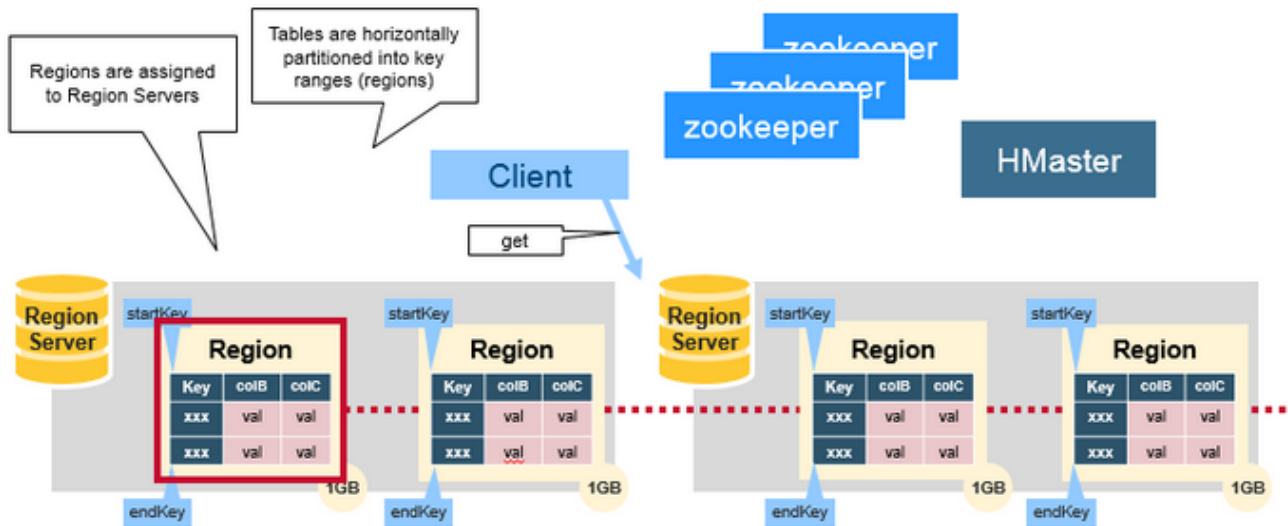 Regions are assigned
to Region Servers
Tables are horizontally
partitioned into key
ranges (regions)
zookeeper
zookeeper
zookeeper
HMaster
Client
get
Region
Server
startKey
Region
Key colB colC
xxx val val
xxx val val
1GB
endKey
startKey
Region
Key colB colC
xxx val val
xxx val val
1GB
endKey
Region
Server
startKey
Region
Key colB colC
xxx val val
xxx val val
1GB
endKey
startKey
Region
Key colB colC
xxx val val
xxx val val
1GB
endKey